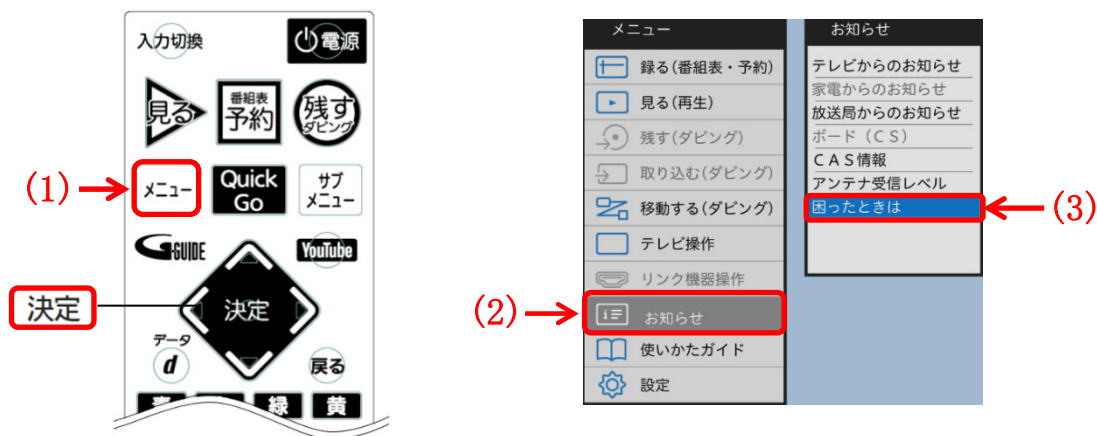 入力切換
電源
見る
番組表
予約
残す
ダビング
(1)
メニュー
Quick
Go
サブ
メニュー
G-GUIDE
YouTube
決定
決定
データ
d
戻る
緑
黄
メニュー
録る(番組表・予約)
見る(再生)
残す(ダビング)
取り込む(ダビング)
移動する(ダビング)
テレビ操作
リンク機器操作
(2)
お知らせ
使いかたガイド
設定
お知らせ
テレビからのお知らせ
家電からのお知らせ
放送局からのお知らせ
ボード(CS)
CAS情報
アンテナ受信レベル
困ったときは
(3)